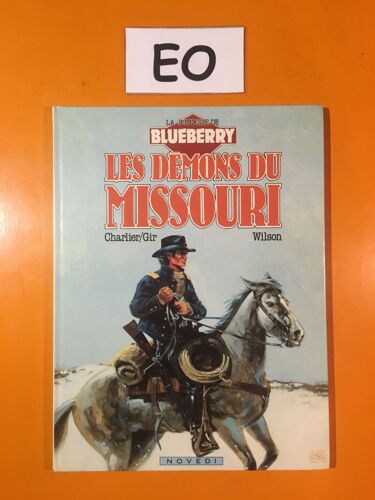 EO
LA JEUNESSE DE
BLUEBERRY
LES DÉMONS DU
MISSOURI
Charlier/Gir Wilson
NOVEDI